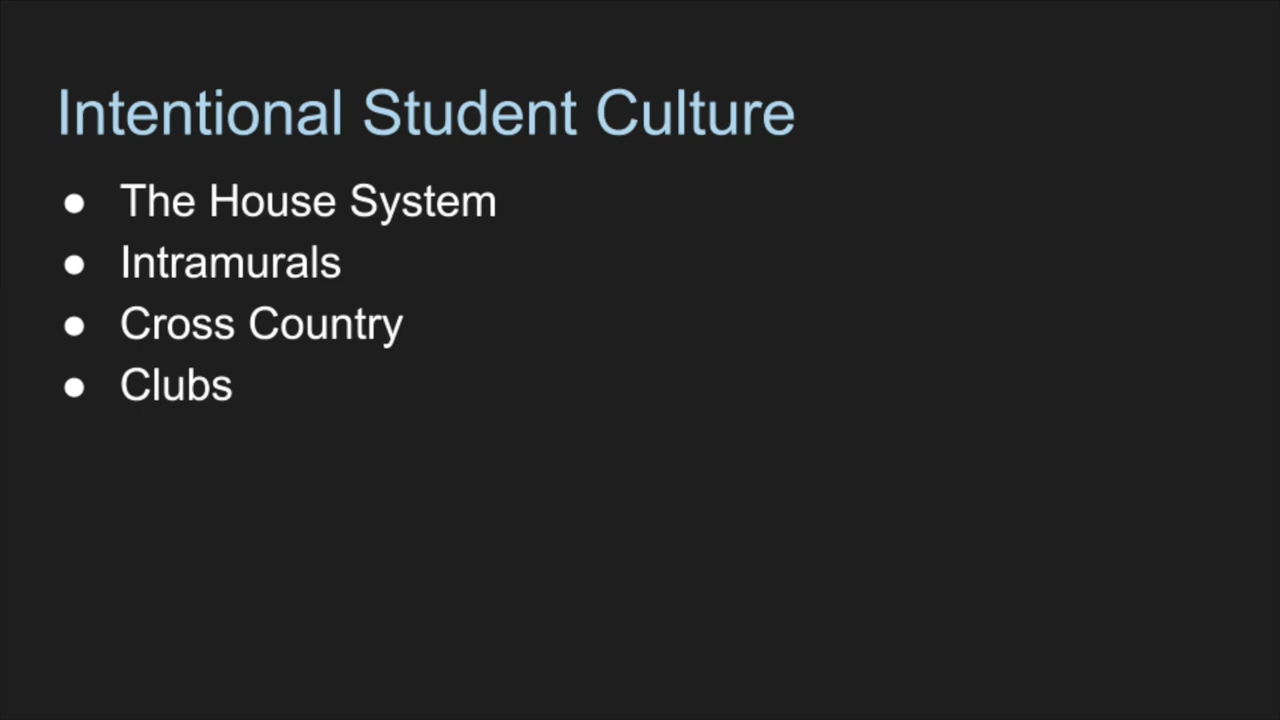 Intentional Student Culture
● The House System
● Intramurals
● Cross Country
● Clubs